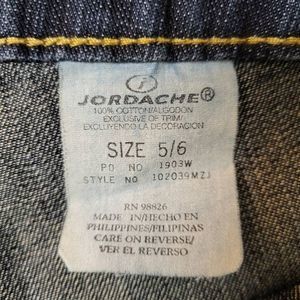 JORDACHE®
100% COTTON/ALGODON
EXCLUSIVE OF TRIM/
EXCLUYENDO LA DECORACION
SIZE 5/6
PO NO 1903W
STYLE NO 102039MZJ
RN 98826
MADE IN/HECHO EN
PHILIPPINES/FILIPINAS
CARE ON REVERSE/
VER EL REVERSO